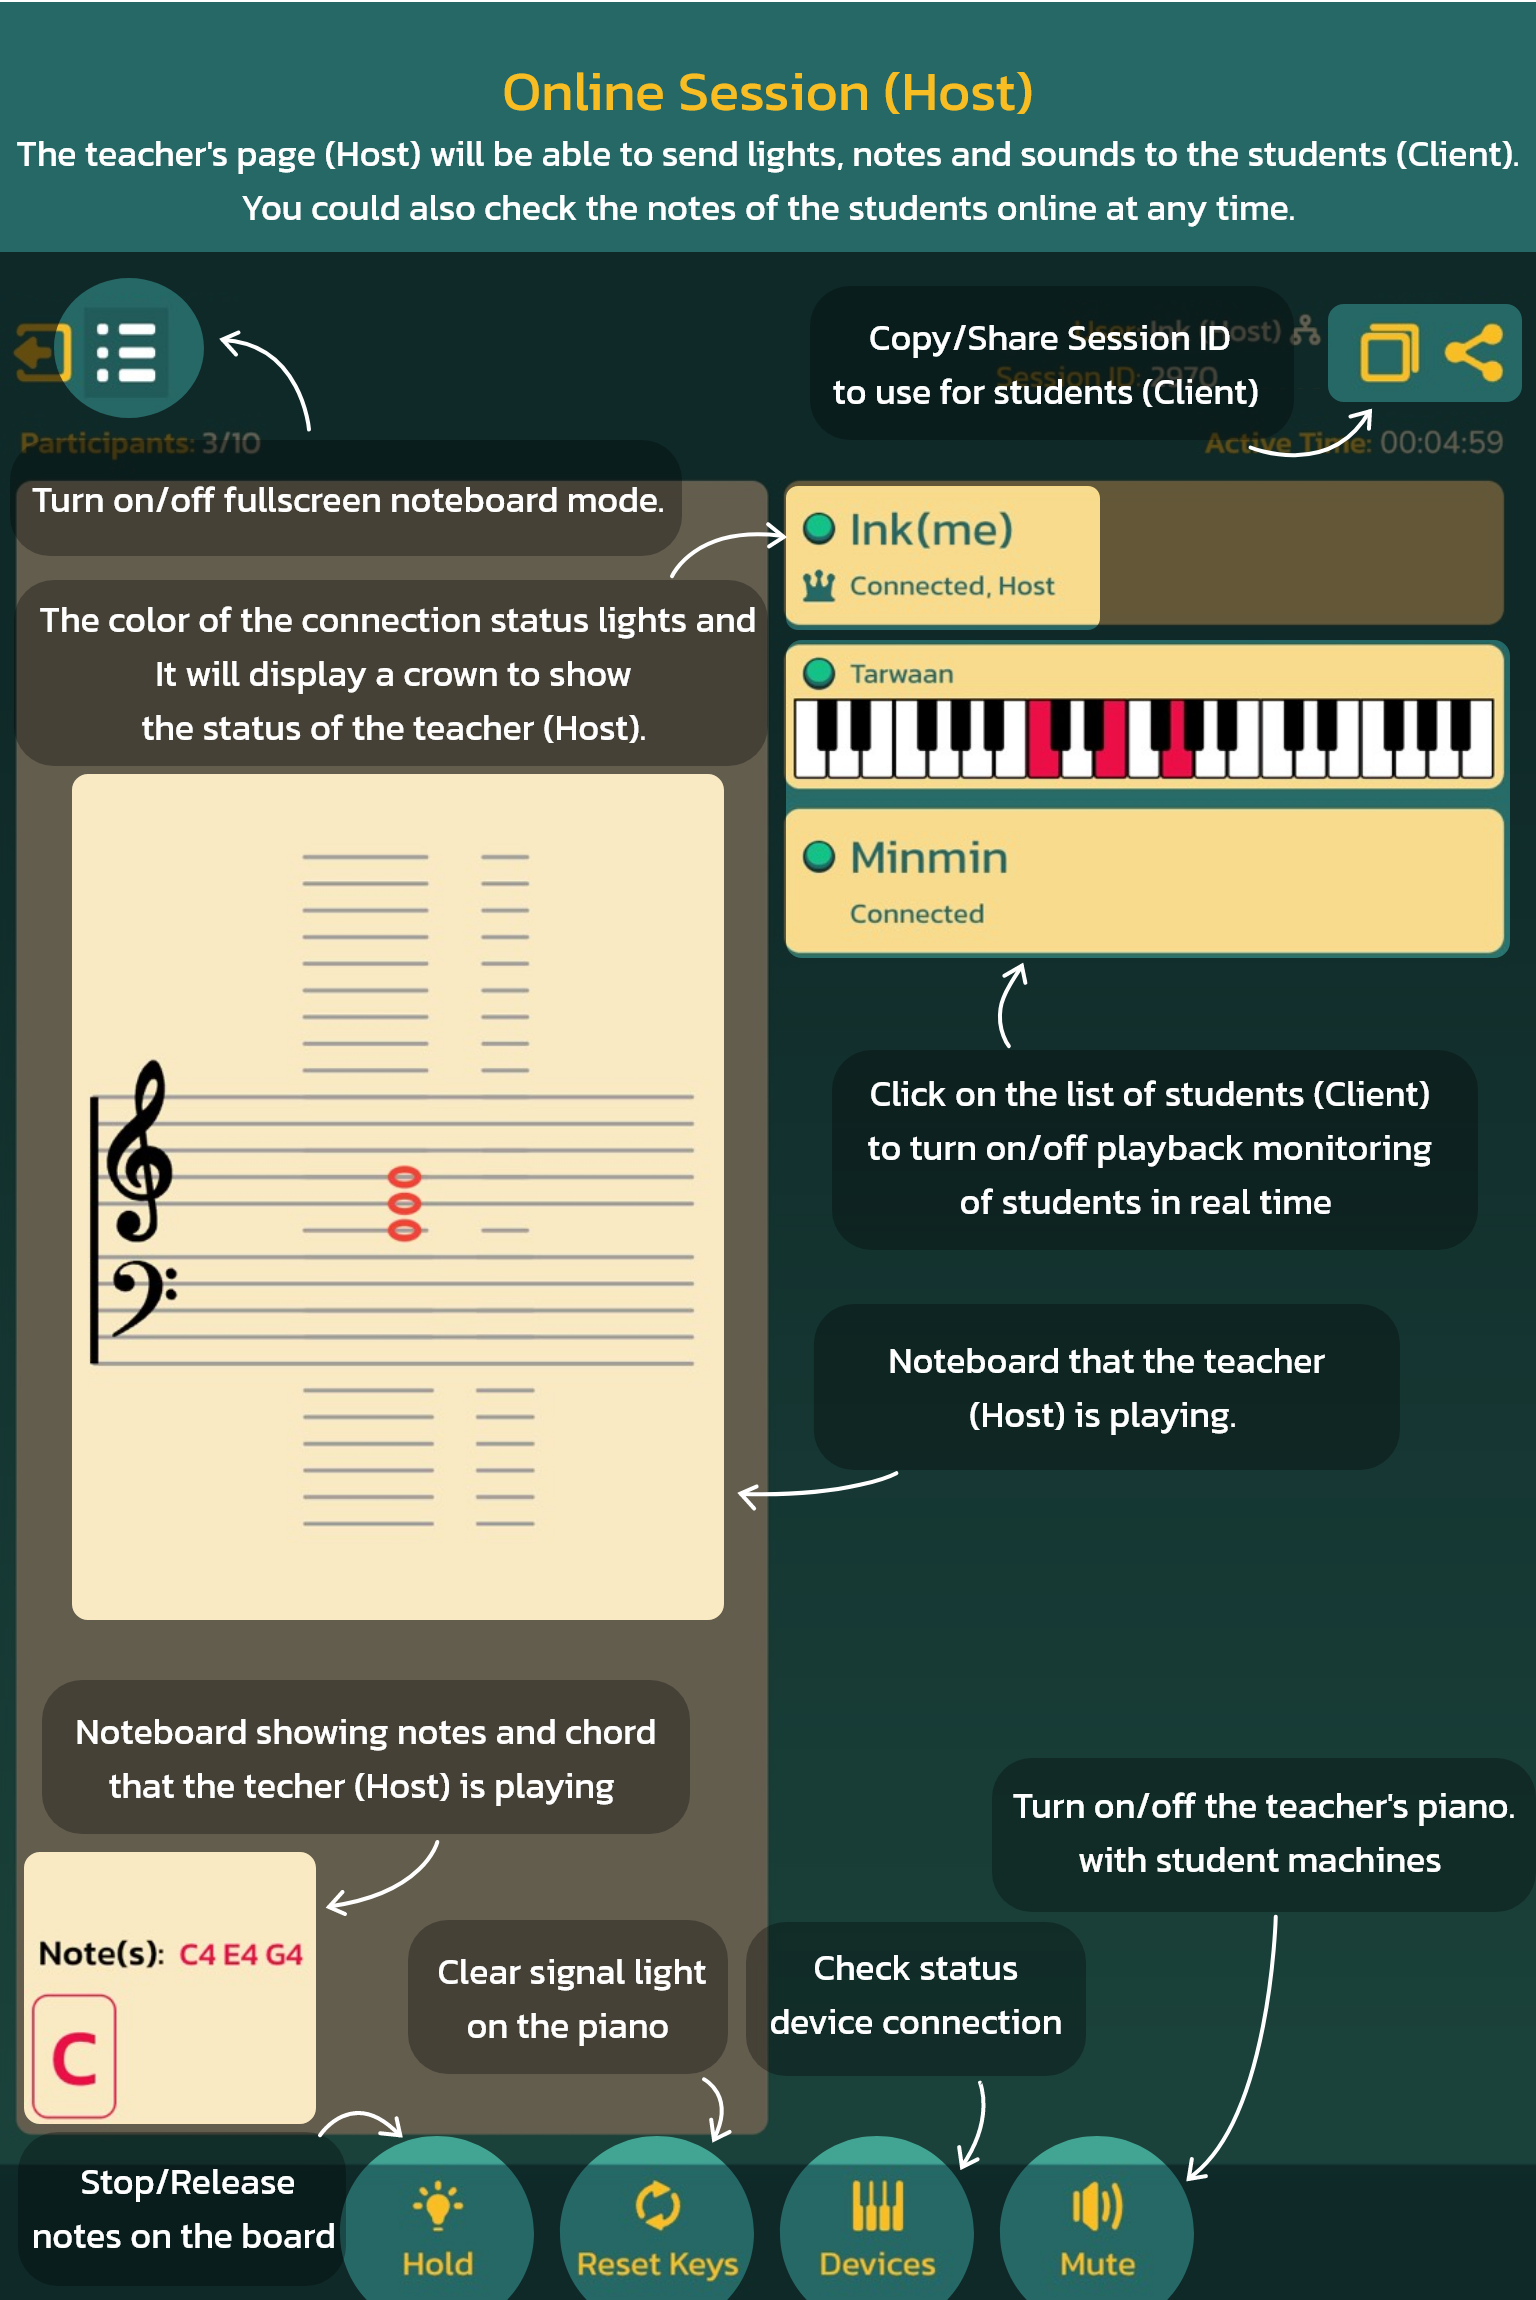 Online Session (Host)
The teacher's page (Host) will be able to send lights, notes and sounds to the students (Client).
You could also check the notes of the students online at any time.
User: Ink (Host)
Session ID: 2970
Copy/Share Session ID
to use for students (Client)
Participants: 3/10
Active Time: 00:04:59
Turn on/off fullscreen noteboard mode.
Ink(me)
Connected, Host
The color of the connection status lights and
It will display a crown to show
the status of the teacher (Host).
Tarwaan
Minmin
Connected
Click on the list of students (Client)
to turn on/off playback monitoring
of students in real time
Noteboard that the teacher
(Host) is playing.
Noteboard showing notes and chord
that the techer (Host) is playing
Turn on/off the teacher's piano.
with student machines
Note(s): C4 E4 G4
C
Clear signal light
on the piano
Check status
device connection
Stop/Release
notes on the board
Hold
Reset Keys
Devices
Mute